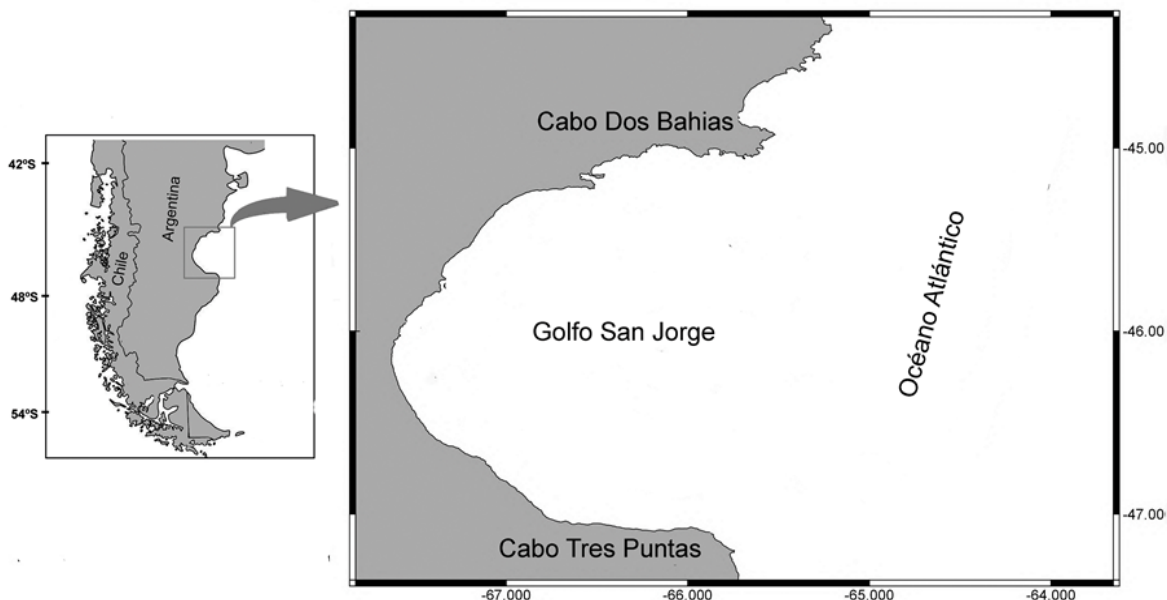 42ºS
48ºS
54ºS
Argentina
Chile
Cabo Dos Bahias
Golfo San Jorge
Océano Atlántico
Cabo Tres Puntas
-45.00
-46.00
-47.00
-67.000
-66.000
-65.000
-64.000